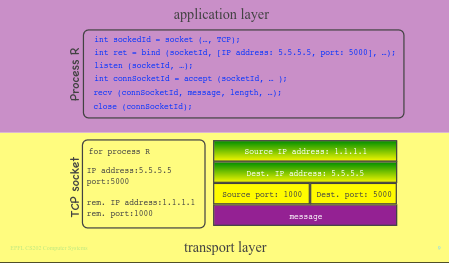 application layer
Process R
int sockedId = socket (…, TCP);
int ret = bind (socketId, [IP address: 5.5.5.5, port: 5000], …);
listen (socketId, …);
int connSocketId = accept (socketId, … );
recv (connSocketId, message, length, …);
close (connSocketId);
TCP socket
for process R
IP address:5.5.5.5
port:5000
rem. IP address:1.1.1.1
rem. port:1000
Source IP address: 1.1.1.1
Dest. IP address: 5.5.5.5
Source port: 1000
Dest. port: 5000
message
transport layer